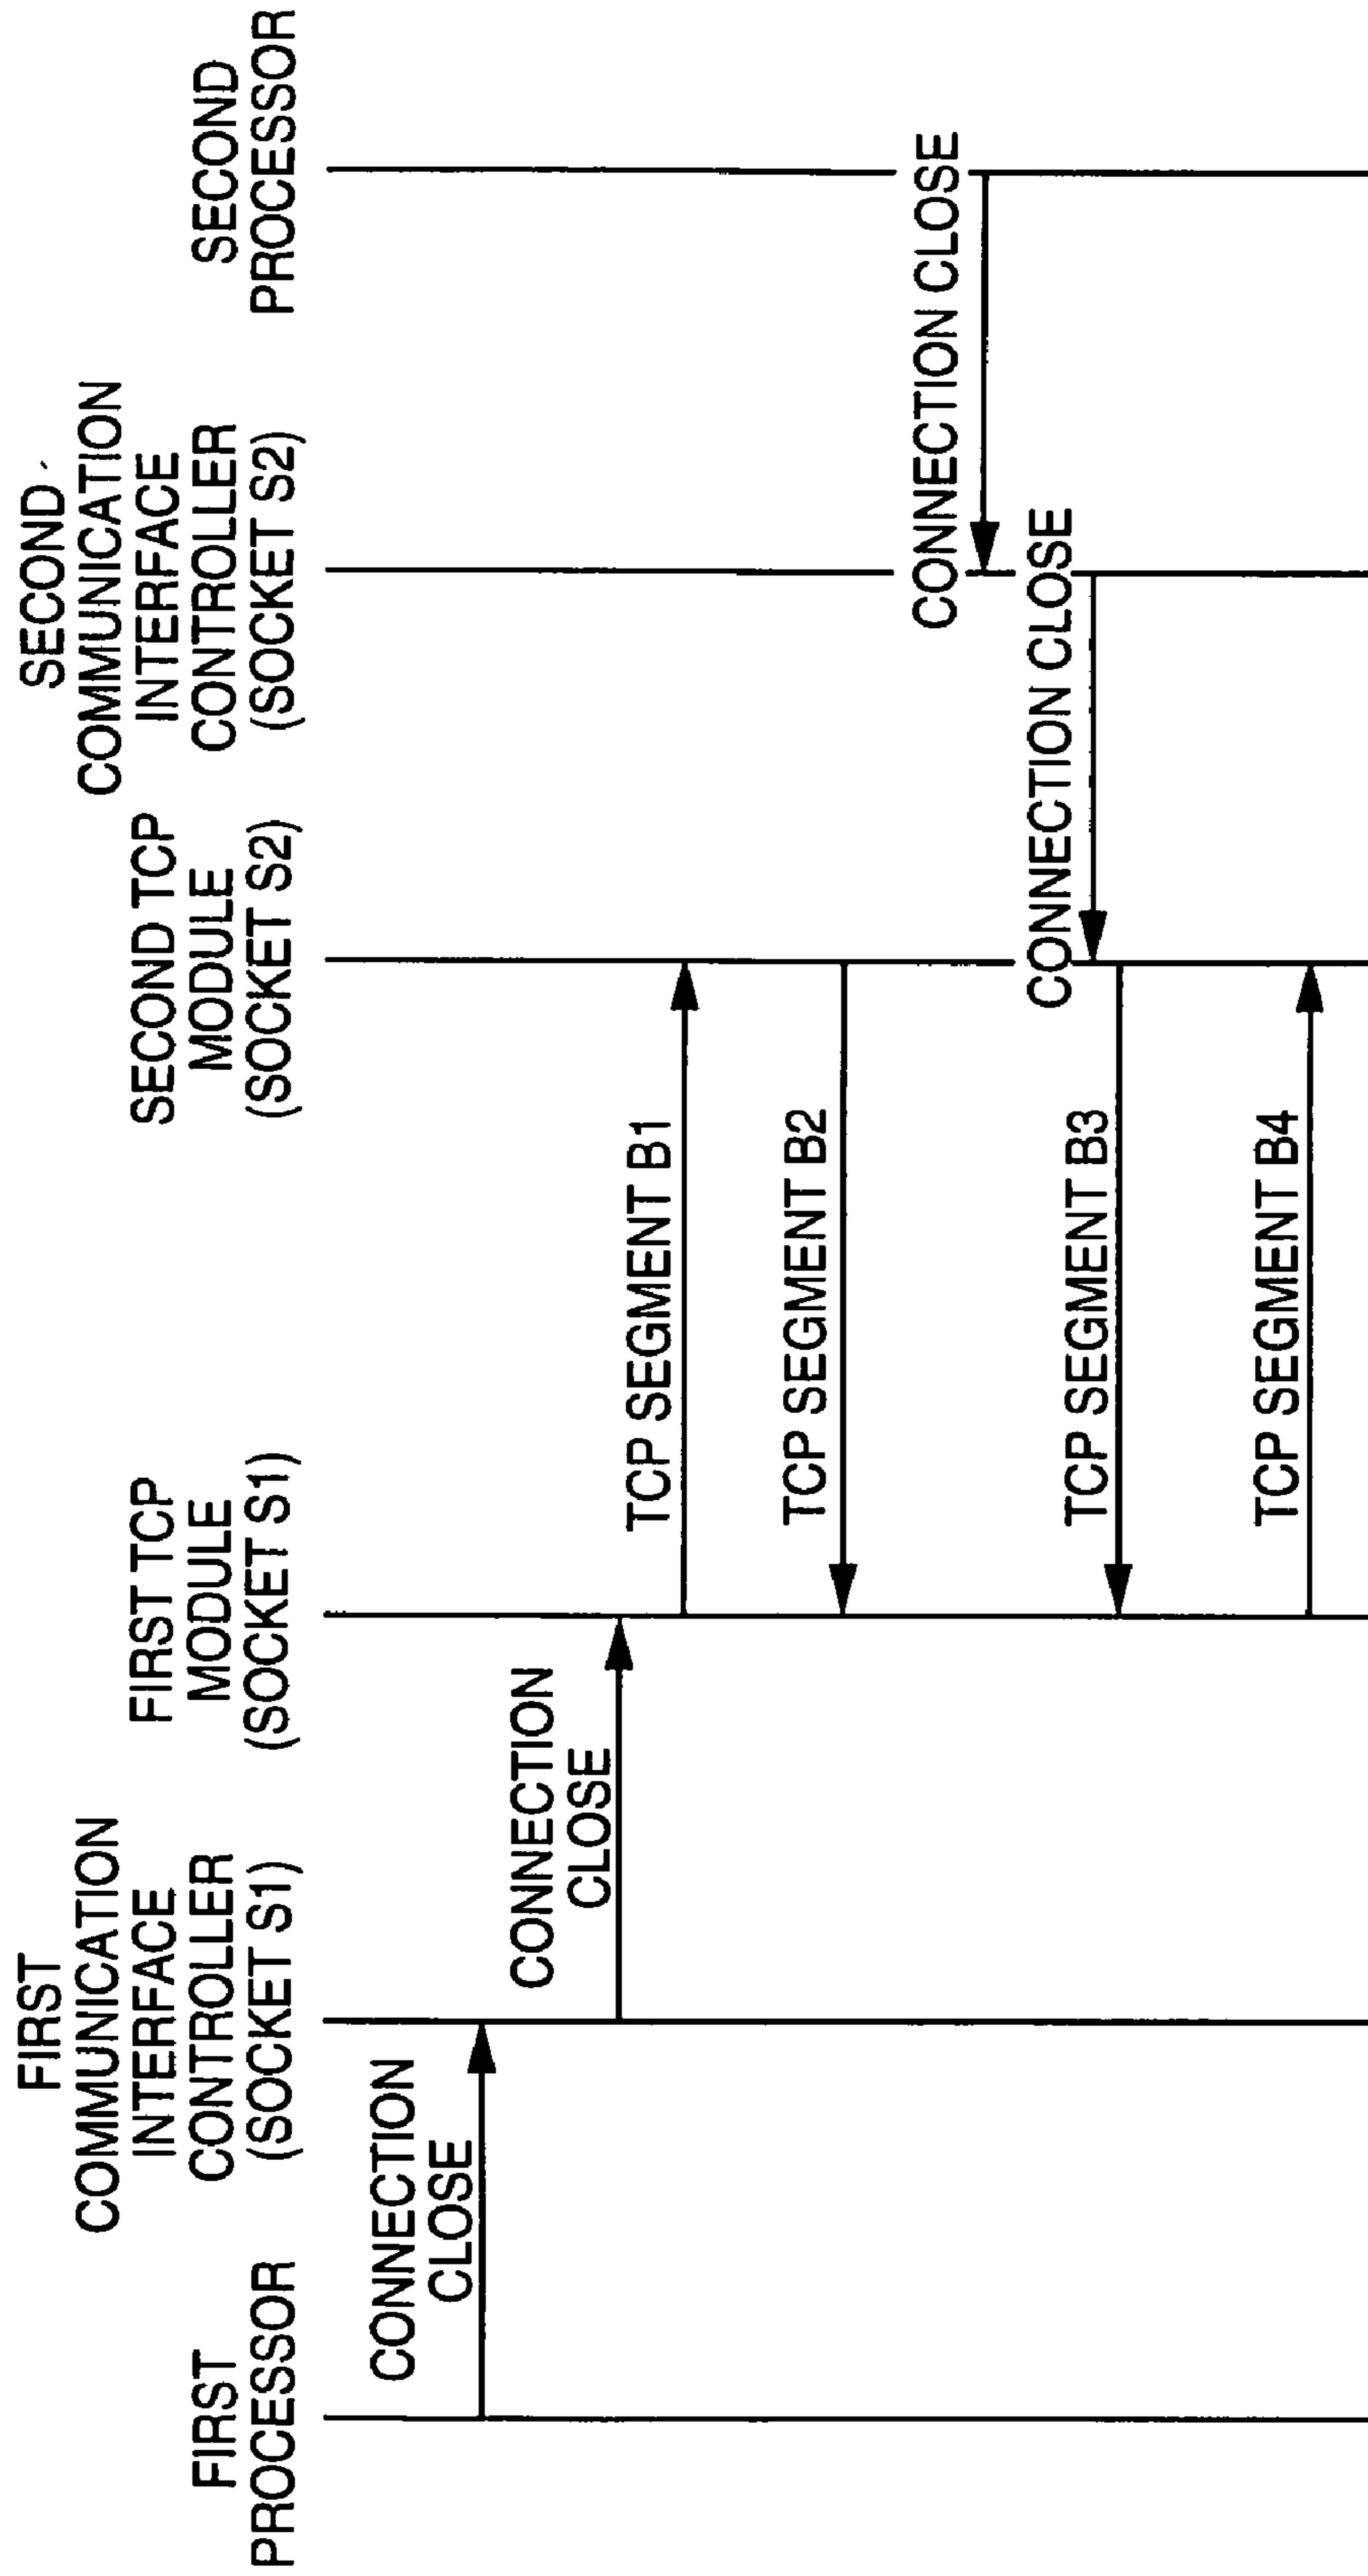 FIRST
PROCESSOR
FIRST
COMMUNICATION
INTERFACE
CONTROLLER
(SOCKET S1)
FIRST TCP
MODULE
(SOCKET S1)
SECOND TCP
MODULE
(SOCKET S2)
SECOND
COMMUNICATION
INTERFACE
CONTROLLER
(SOCKET S2)
SECOND
PROCESSOR
CONNECTION
CLOSE
CONNECTION
CLOSE
TCP SEGMENT B1
TCP SEGMENT B2
CONNECTION CLOSE
CONNECTION CLOSE
TCP SEGMENT B3
TCP SEGMENT B4